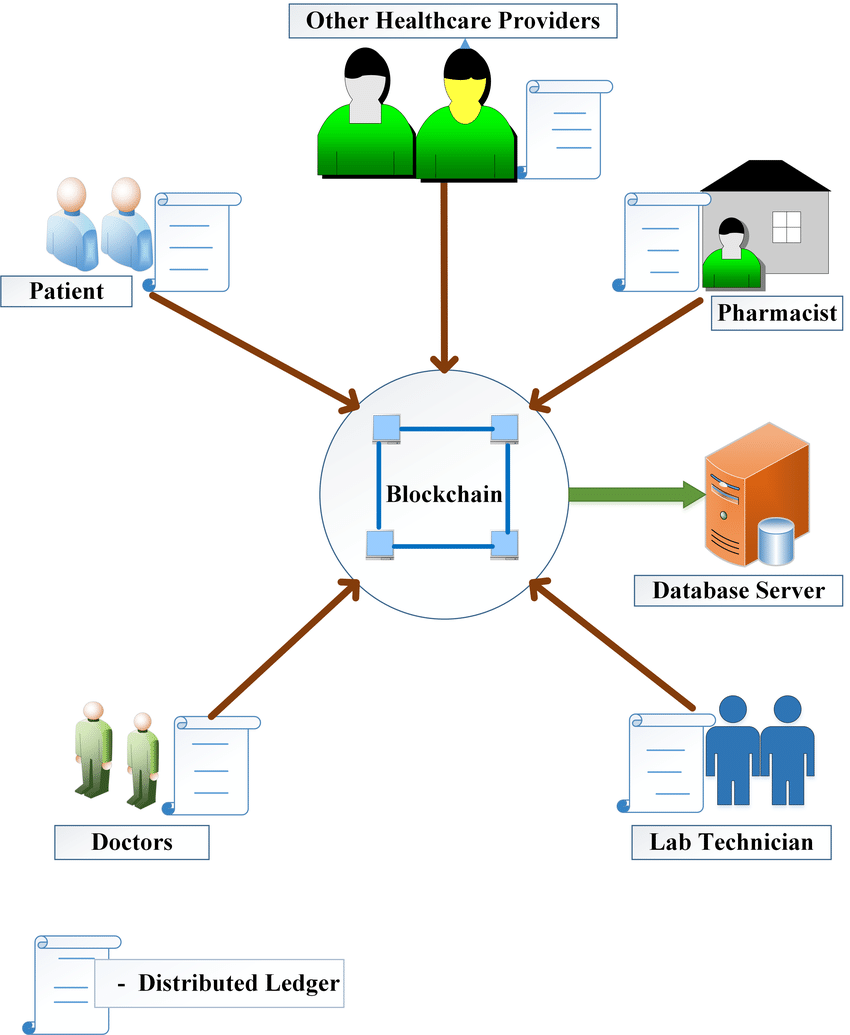 Other Healthcare Providers
Patient
Pharmacist
Blockchain
Database Server
Doctors
Lab Technician
- Distributed Ledger